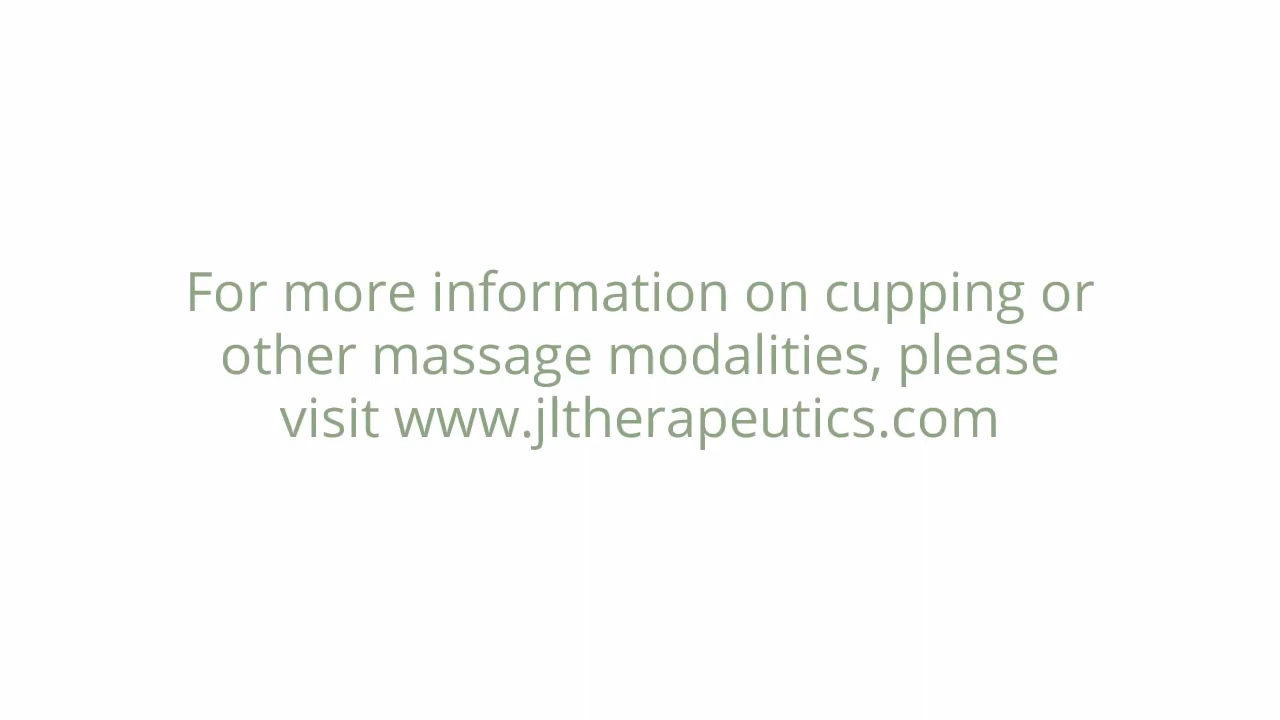 For more information on cupping or
other massage modalities, please
visit www.jltherapeutics.com